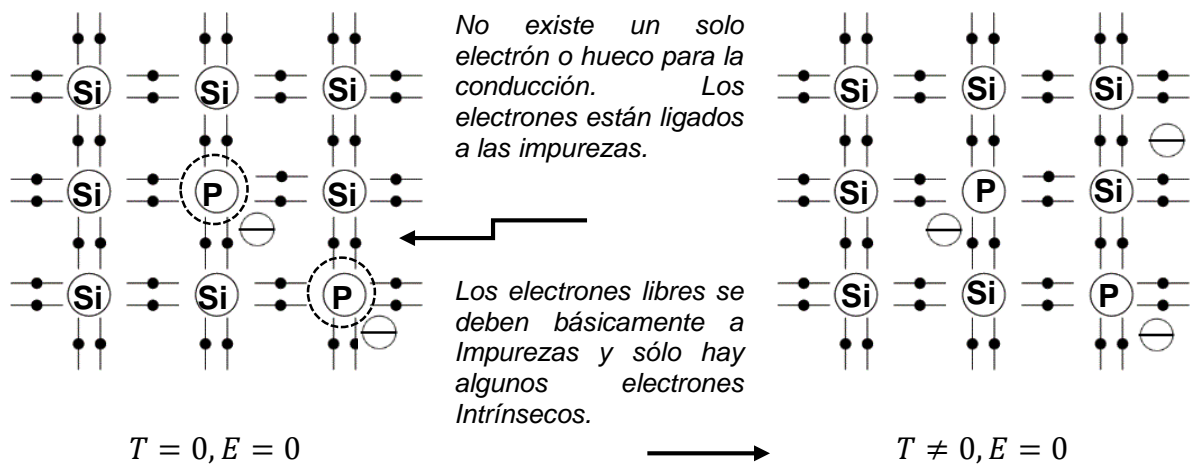 Si Si Si
Si P Si
Si Si P
T = 0, E = 0
No existe un solo
electrón o hueco para la
conducción. Los
electrones están ligados
a las impurezas.
Los electrones libres se
deben básicamente a
Impurezas y sólo hay
algunos electrones
Intrínsecos.
Si Si Si
Si P Si
Si Si P
T ≠ 0, E = 0